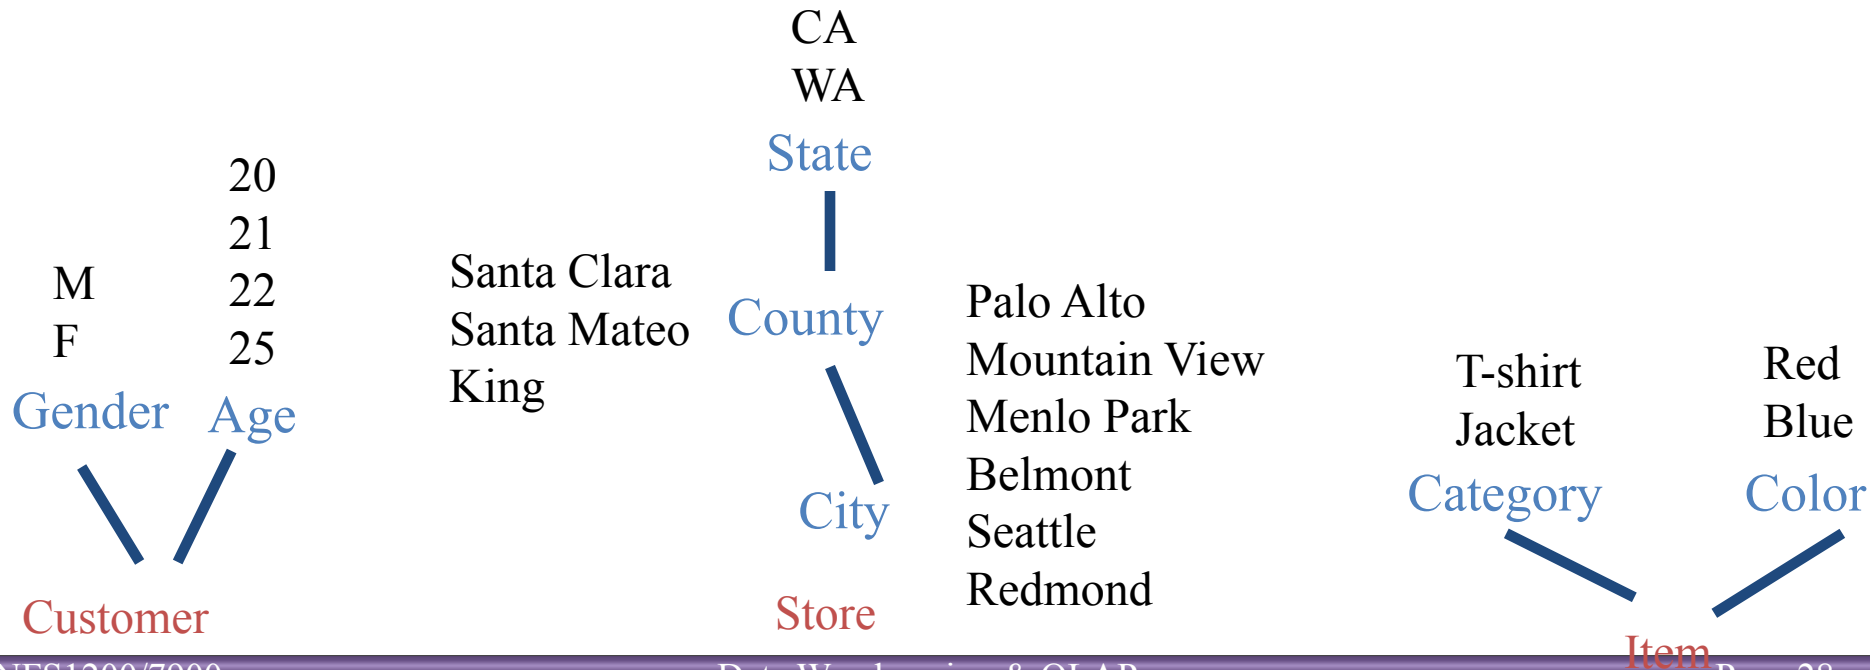 CA
WA
State
20
21
22
25
M
F
Gender
Age
Customer
Santa Clara
Santa Mateo
King
County
City
Store
Palo Alto
Mountain View
Menlo Park
Belmont
Seattle
Redmond
T-shirt
Jacket
Category
Red
Blue
Color
Item